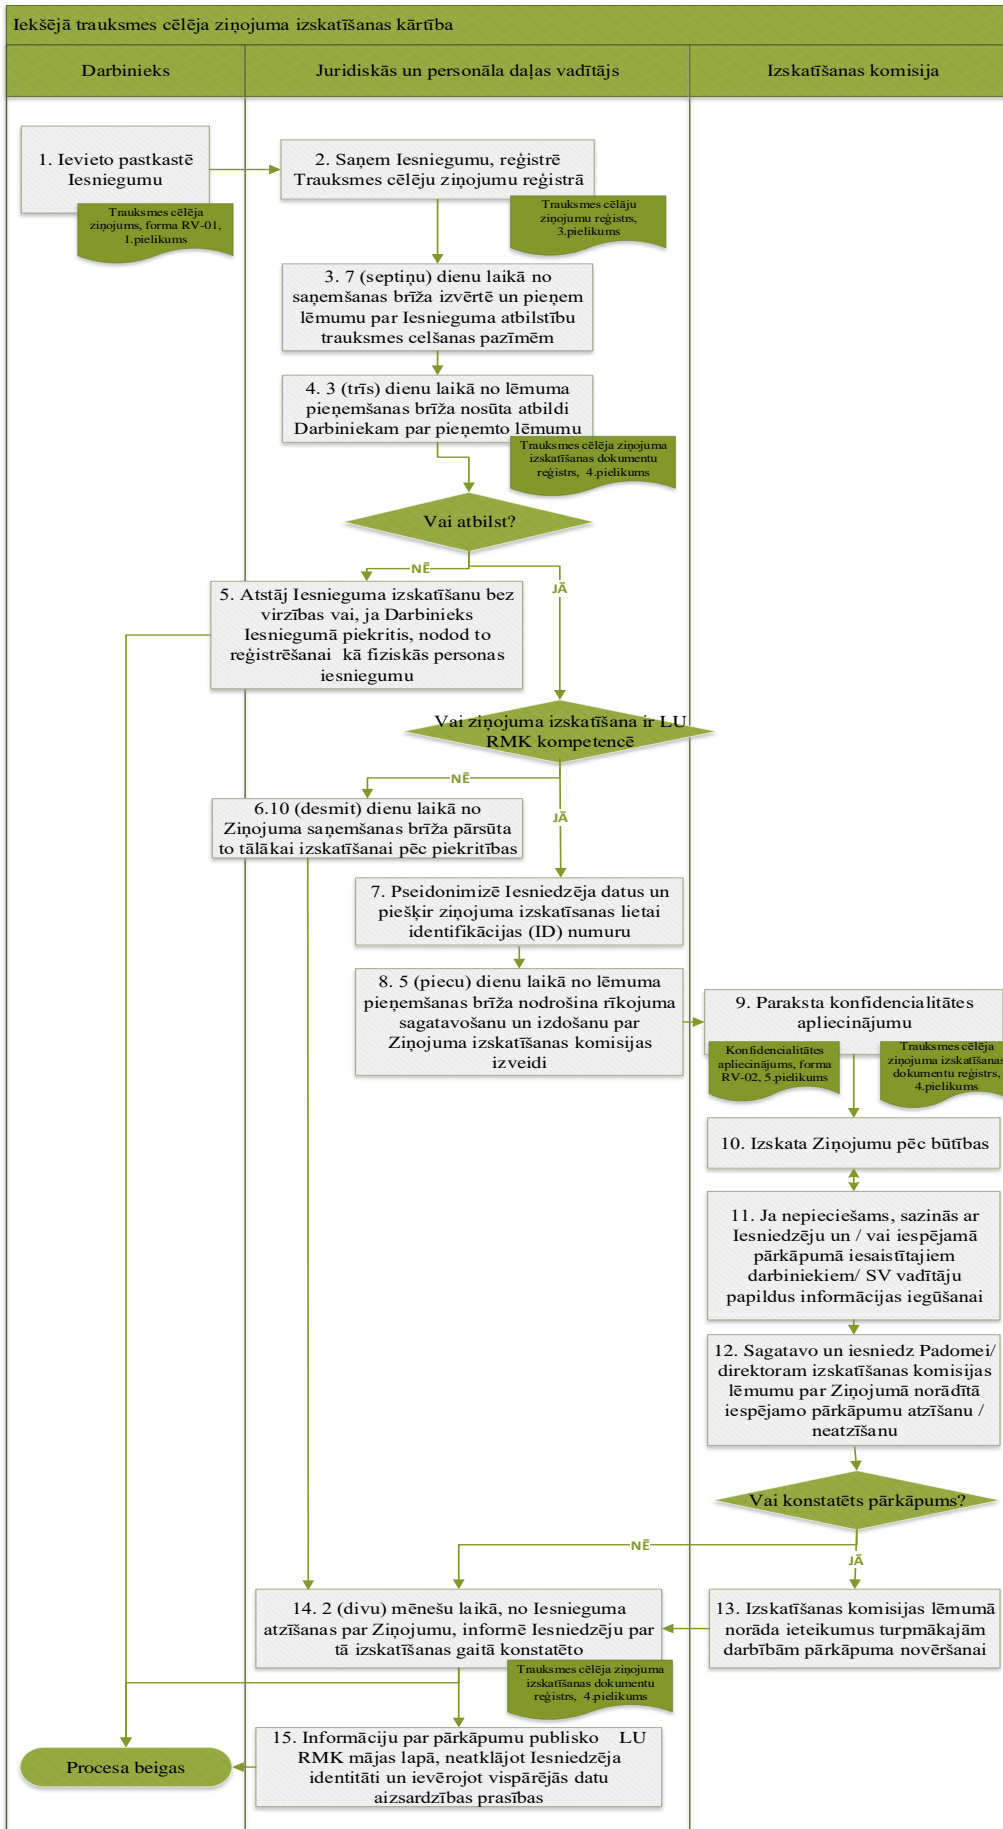 Iekšējā trauksmes cēlēja ziņojuma izskatīšanas kārtība
Darbinieks
Juridiskās un personāla daļas vadītājs
Izskatīšanas komisija
1. Ievieto pastkastē
Iesniegumu
Trauksmes cēlēja
ziņojums, forma RV-01,
1.pielikums
2. Saņem Iesniegumu, reģistrē
Trauksmes cēlēju ziņojumu reģistrā
Trauksmes cēlāju
ziņojumu reģistrs,
3.pielikums
3. 7 (septiņu) dienu laikā no
saņemšanas brīža izvērtē un pieņem
lēmumu par Iesnieguma atbilstību
trauksmes celšanas pazīmēm
4. 3 (trīs) dienu laikā no lēmuma
pieņemšanas brīža nosūta atbildi
Darbiniekam par pieņemto lēmumu
Trauksmes cēlēja ziņojuma
izskatīšanas dokumentu
reģistrs, 4.pielikums
Vai atbilst?
NĒ
JĀ
5. Atstāj Iesnieguma izskatīšanu bez
virzības vai, ja Darbinieks
Iesniegumā piekritis, nodod to
reģistrēšanai kā fiziskās personas
iesniegumu
Vai ziņojuma izskatīšana ir LU
RMK kompetencē
NĒ
JĀ
6.10 (desmit) dienu laikā no
Ziņojuma saņemšanas brīža pārsūta
to tālākai izskatīšanai pēc piekritības
7. Pseidonimizē Iesniedzēja datus un
piešķir ziņojuma izskatīsanas lietai
identifikācijas (ID) numuru
8. 5 (piecu) dienu laikā no lēmuma
pieņemšanas brīža nodrošina rīkojuma
sagatavošanu un izdošanu par
Ziņojuma izskatīšanas komisijas
izveidi
9. Paraksta konfidencialitātes
apliecinājumu
Konfidencialitātes
apliecinājums, forma
RV-02, 5.pielikums
Trauksmes cēlēja
ziņojuma izskatīšanas
dokumentu reģistrs,
4.pielikums
10. Izskata Ziņojumu pēc būtības
11. Ja nepieciešams, sazinās ar
Iesniedzēju un / vai iespējamā
pārkāpumā iesaistītajiem
darbiniekiem/ SV vadītāju
papildus informācijas iegūšanai
12. Sagatavo un iesniedz Padomei/
direktoram izskatīšanas komisijas
lēmumu par Ziņojumā norādītā
iespējamo pārkāpumu atzīšanu /
neatzīšanu
Vai konstatēts pārkāpums?
NĒ
JĀ
14. 2 (divu) mēnešu laikā, no Iesnieguma
atzīšanas par Ziņojumu, informē Iesniedzēju par
tā izskatīšanas gaitā konstatēto
Trauksmes cēlēja ziņojuma
izskatīšanas dokumentu
reģistrs, 4.pielikums
13. Izskatīšanas komisijas lēmumā
norāda ieteikumus turpmākajām
darbībām pārkāpuma novēršanai
15. Informāciju par pārkāpumu publisko LU
RMK mājas lapā, neatklājot Iesniedzēja
identitāti un ievērojot vispārējās datu
aizsardzības prasības
Procesa beigas